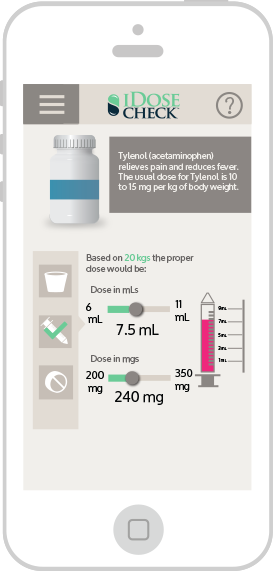 IDOSE
CHECK
?
Tylenol (acetaminophen)
relieves pain and reduces fever.
The usual dose for Tylenol is 10
to 15 mg per kg of body weight.
Based on 20 kgs the proper
dose would be:
Dose in mLs
6
mL
11
mL
7.5 mL
Dose in mgs
200
mg
350
mg
240 mg
9mL
7mL
5mL
2mL
1mL